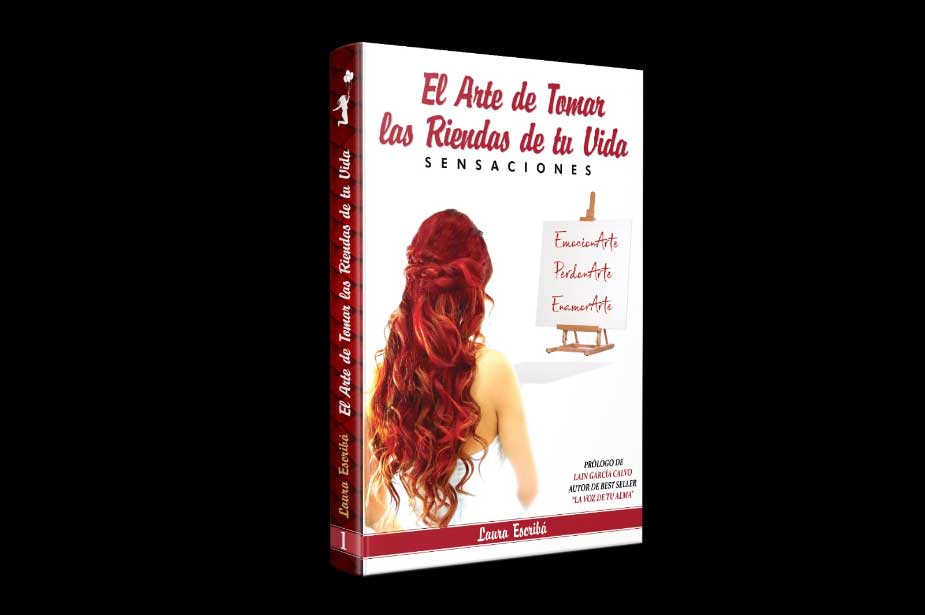 El Arte de Tomar
las Riendas de tu Vida
SENSACIONES
EmocionArte
PerdonArte
EnamorArte
PRÓLOGO DE
LAIN GARCÍA CALVO
AUTOR DE BEST SELLER
"LA VOZ DE TU ALMA"
Laura Escribá
Laura Escribá El Arte de Tomar las Riendas de tu Vida
1